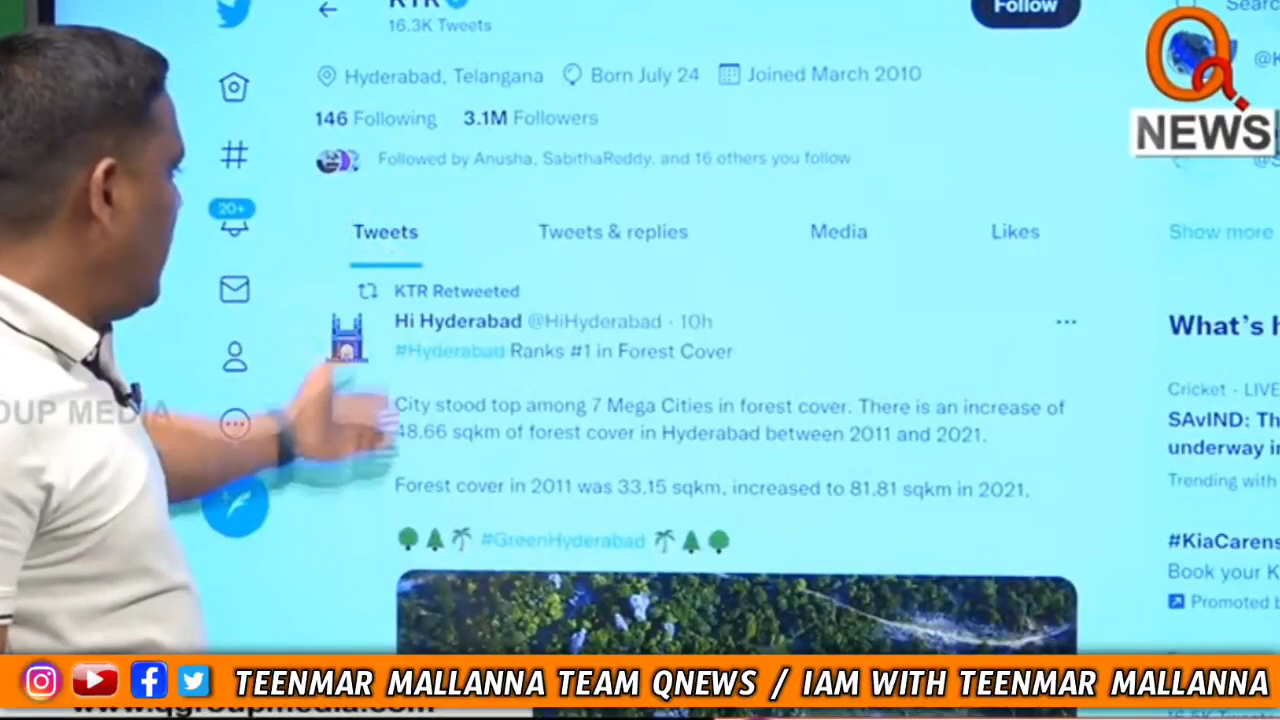 KTR
16.3K Tweets
Follow
Hyderabad, Telangana Born July 24 Joined March 2010
146 Following 3.1M Followers
Followed by Anusha, SabithaReddy, and 16 others you follow
Tweets Tweets & replies Media Likes
20+
KTR Retweeted
Hi Hyderabad @HiHyderabad · 10h
#Hyderabad Ranks #1 in Forest Cover
City stood top among 7 Mega Cities in forest cover. There is an increase of
48.66 sqkm of forest cover in Hyderabad between 2011 and 2021.
Forest cover in 2011 was 33.15 sqkm, increased to 81.81 sqkm in 2021.
#GreenHyderabad
Q
NEWS
Show more
What's h
Cricket · LIVE
SAvIND: Th
underway in
Trending with
#KiaCarens
Book your K
Promoted b
OUP MEDIA
TEENMAR MALLANNA TEAM QNEWS / IAM WITH TEENMAR MALLANNA
www.qgroupmedia.com